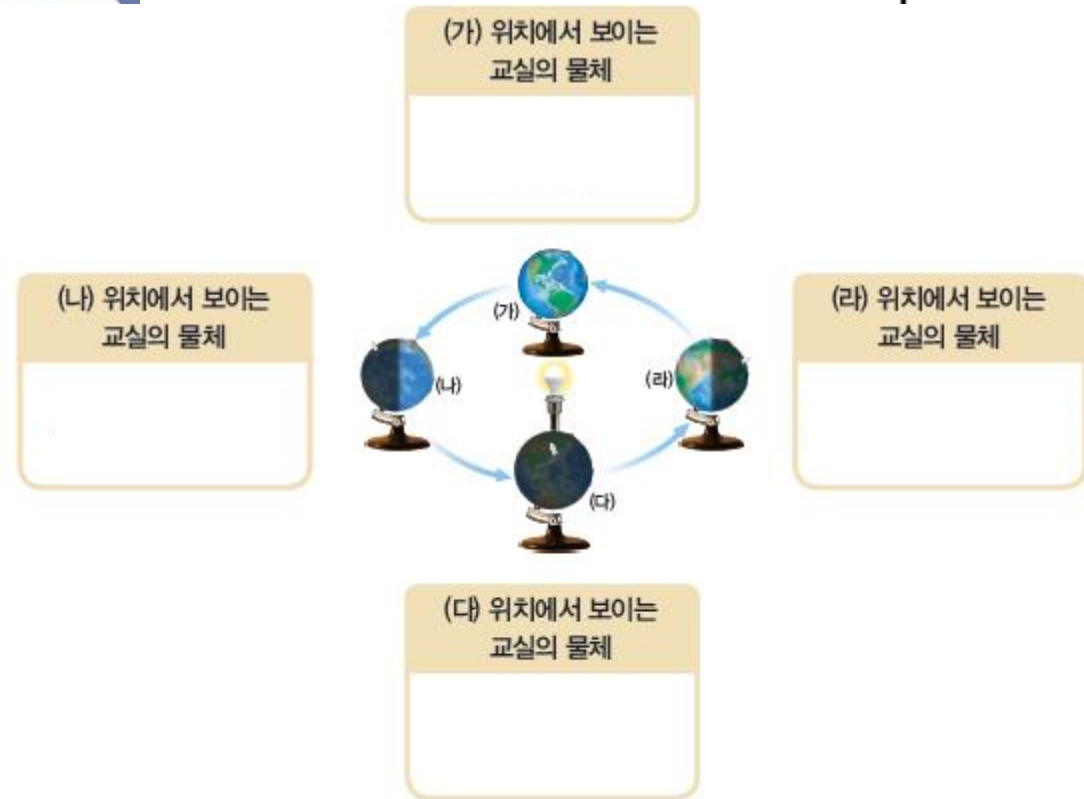 (가) 위치에서 보이는
교실의 물체
(나) 위치에서 보이는
교실의 물체
(가)
(나)
(라)
(다)
(라) 위치에서 보이는
교실의 물체
(다) 위치에서 보이는
교실의 물체